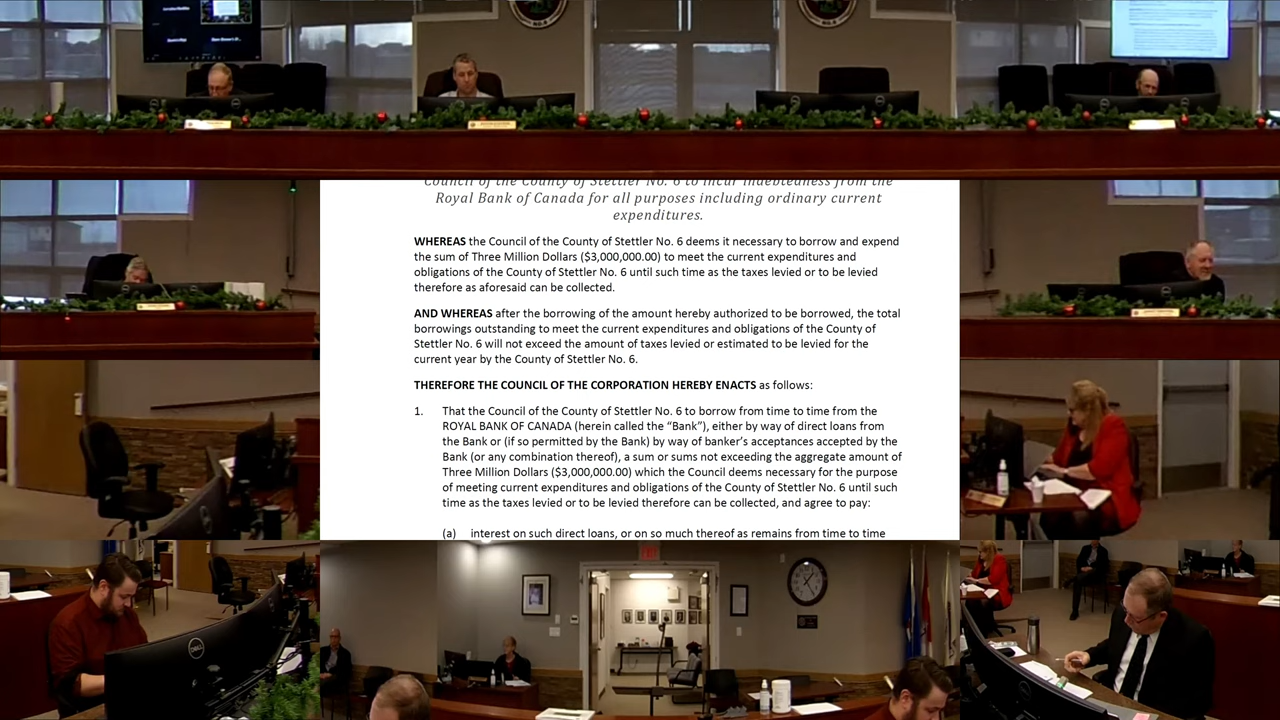 Council of the County of Stettler No. 6 to incur indebtedness from the
Royal Bank of Canada for all purposes including ordinary current
expenditures.
WHEREAS the Council of the County of Stettler No. 6 deems it necessary to borrow and expend
the sum of Three Million Dollars ($3,000,000.00) to meet the current expenditures and
obligations of the County of Stettler No. 6 until such time as the taxes levied or to be levied
therefore as aforesaid can be collected.
AND WHEREAS after the borrowing of the amount hereby authorized to be borrowed, the total
borrowings outstanding to meet the current expenditures and obligations of the County of
Stettler No. 6 will not exceed the amount of taxes levied or estimated to be levied for the
current year by the County of Stettler No. 6.
THEREFORE THE COUNCIL OF THE CORPORATION HEREBY ENACTS as follows:
1. That the Council of the County of Stettler No. 6 to borrow from time to time from the
ROYAL BANK OF CANADA (herein called the “Bank”), either by way of direct loans from
the Bank or (if so permitted by the Bank) by way of banker’s acceptances accepted by the
Bank (or any combination thereof), a sum or sums not exceeding the aggregate amount of
Three Million Dollars ($3,000,000.00) which the Council deems necessary for the purpose
of meeting current expenditures and obligations of the County of Stettler No. 6 until such
time as the taxes levied or to be levied therefore can be collected, and agree to pay:
(a) interest on such direct loans, or on so much thereof as remains from time to time
DELL